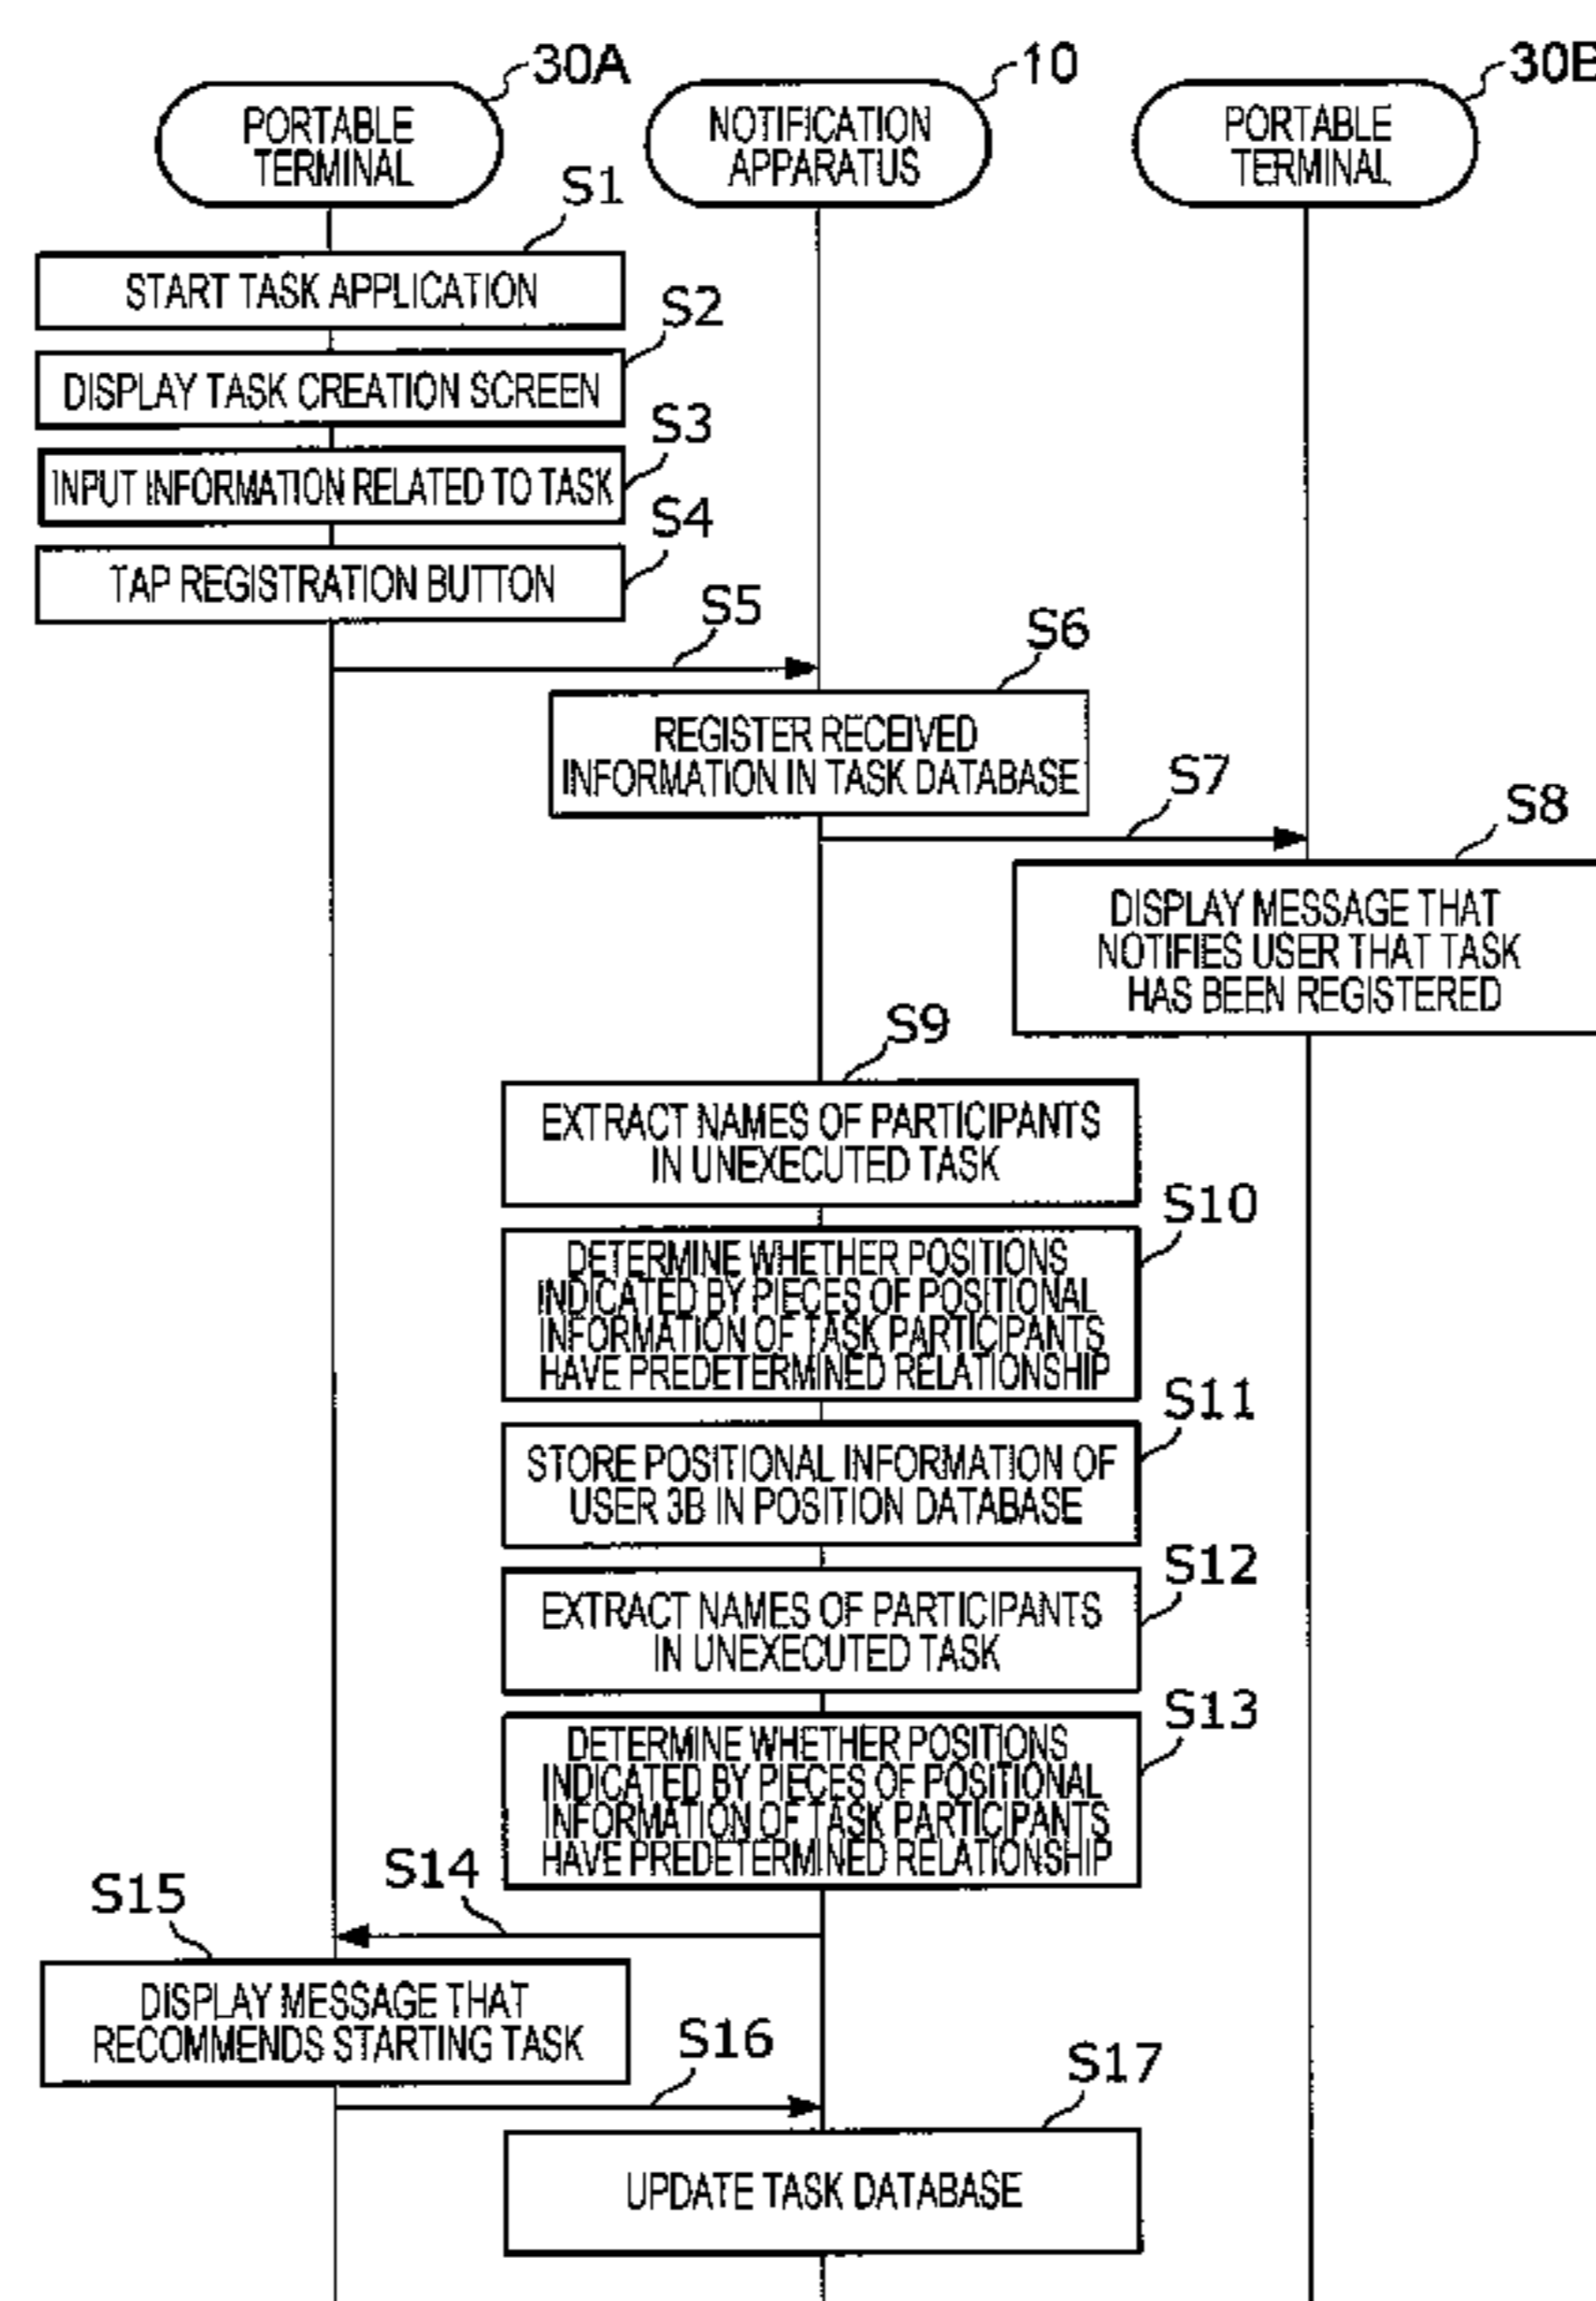 30A
10
30B
PORTABLE
TERMINAL
NOTIFICATION
APPARATUS
PORTABLE
TERMINAL
S1
START TASK APPLICATION
S2
DISPLAY TASK CREATION SCREEN
S3
INPUT INFORMATION RELATED TO TASK
S4
TAP REGISTRATION BUTTON
S5
S6
REGISTER RECEIVED
INFORMATION IN TASK DATABASE
S7
S8
DISPLAY MESSAGE THAT
NOTIFIES USER THAT TASK
HAS BEEN REGISTERED
S9
EXTRACT NAMES OF PARTICIPANTS
IN UNEXECUTED TASK
S10
DETERMINE WHETHER POSITIONS
INDICATED BY PIECES OF POSITIONAL
INFORMATION OF TASK PARTICIPANTS
HAVE PREDETERMINED RELATIONSHIP
S11
STORE POSITIONAL INFORMATION OF
USER 3B IN POSITION DATABASE
S12
EXTRACT NAMES OF PARTICIPANTS
IN UNEXECUTED TASK
S13
DETERMINE WHETHER POSITIONS
INDICATED BY PIECES OF POSITIONAL
INFORMATION OF TASK PARTICIPANTS
HAVE PREDETERMINED RELATIONSHIP
S14
S15
DISPLAY MESSAGE THAT
RECOMMENDS STARTING TASK
S16
S17
UPDATE TASK DATABASE